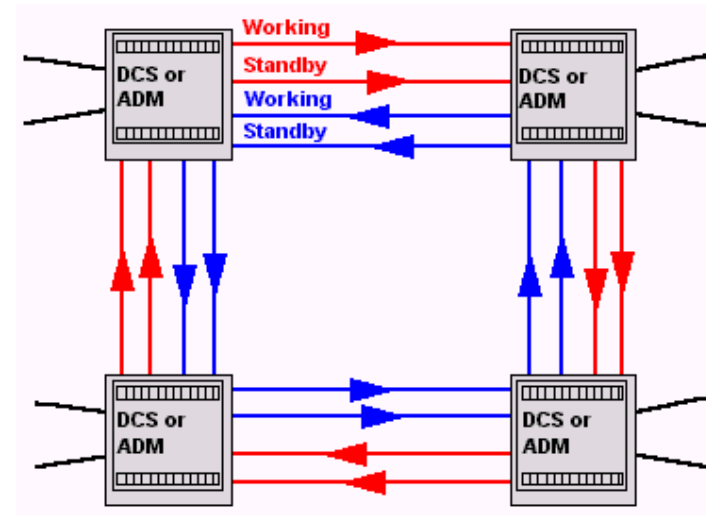 Working
Standby
Working
Standby
DCS or
ADM
DCS or
ADM
DCS or
ADM
DCS or
ADM